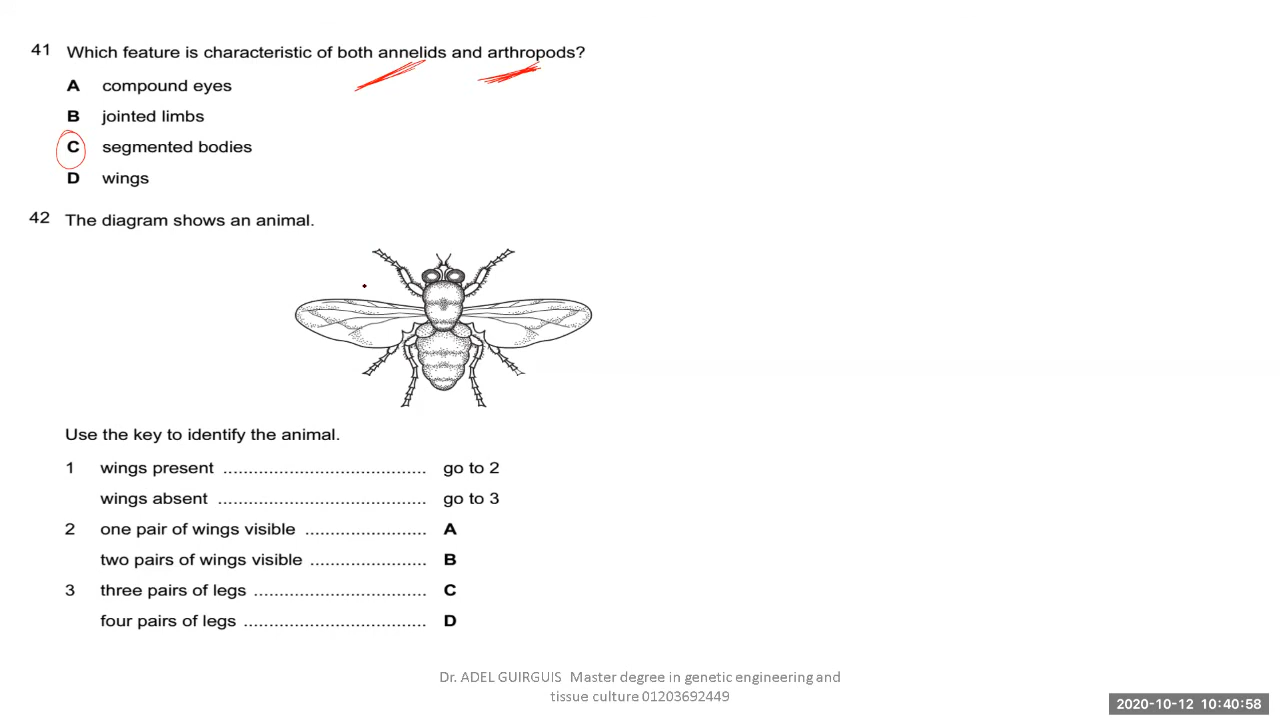 41 Which feature is characteristic of both annelids and arthropods?
A compound eyes
B jointed limbs
C segmented bodies
D wings
42 The diagram shows an animal.
Use the key to identify the animal.
1 wings present ........................................ go to 2
wings absent ......................................... go to 3
2 one pair of wings visible ........................ A
two pairs of wings visible ....................... B
3 three pairs of legs .................................. C
four pairs of legs .................................... D
Dr. ADEL GUIRGUIS Master degree in genetic engineering and
tissue culture 01203692449
2020-10-12 10:40:58